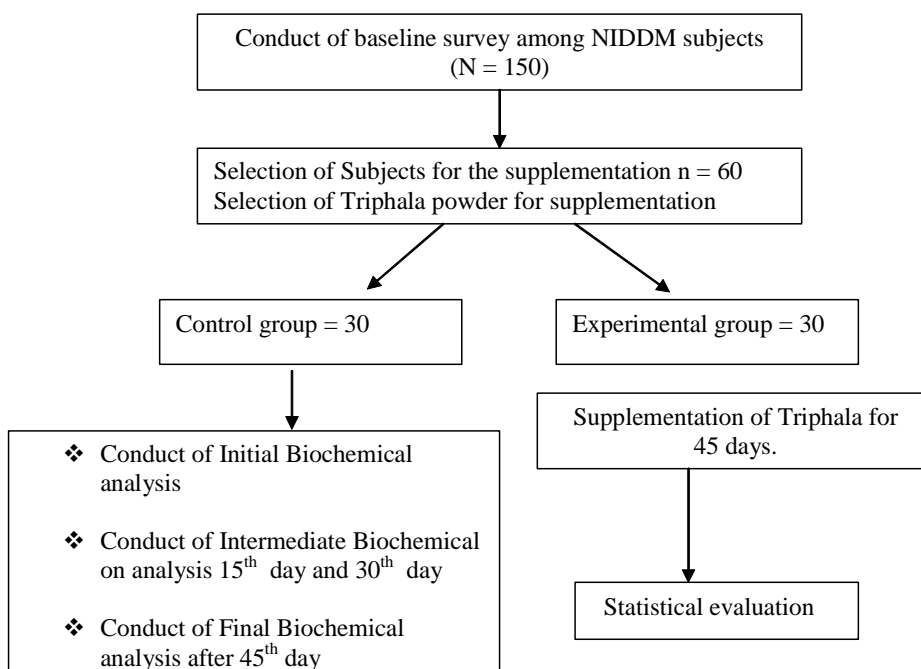 Conduct of baseline survey among NIDDM subjects
(N = 150)
Selection of Subjects for the supplementation n = 60
Selection of Triphala powder for supplementation
Control group = 30
Experimental group = 30
Supplementation of Triphala for
45 days.
❖ Conduct of Initial Biochemical
analysis
❖ Conduct of Intermediate Biochemical
on analysis 15th day and 30th day
❖ Conduct of Final Biochemical
analysis after 45th day
Statistical evaluation